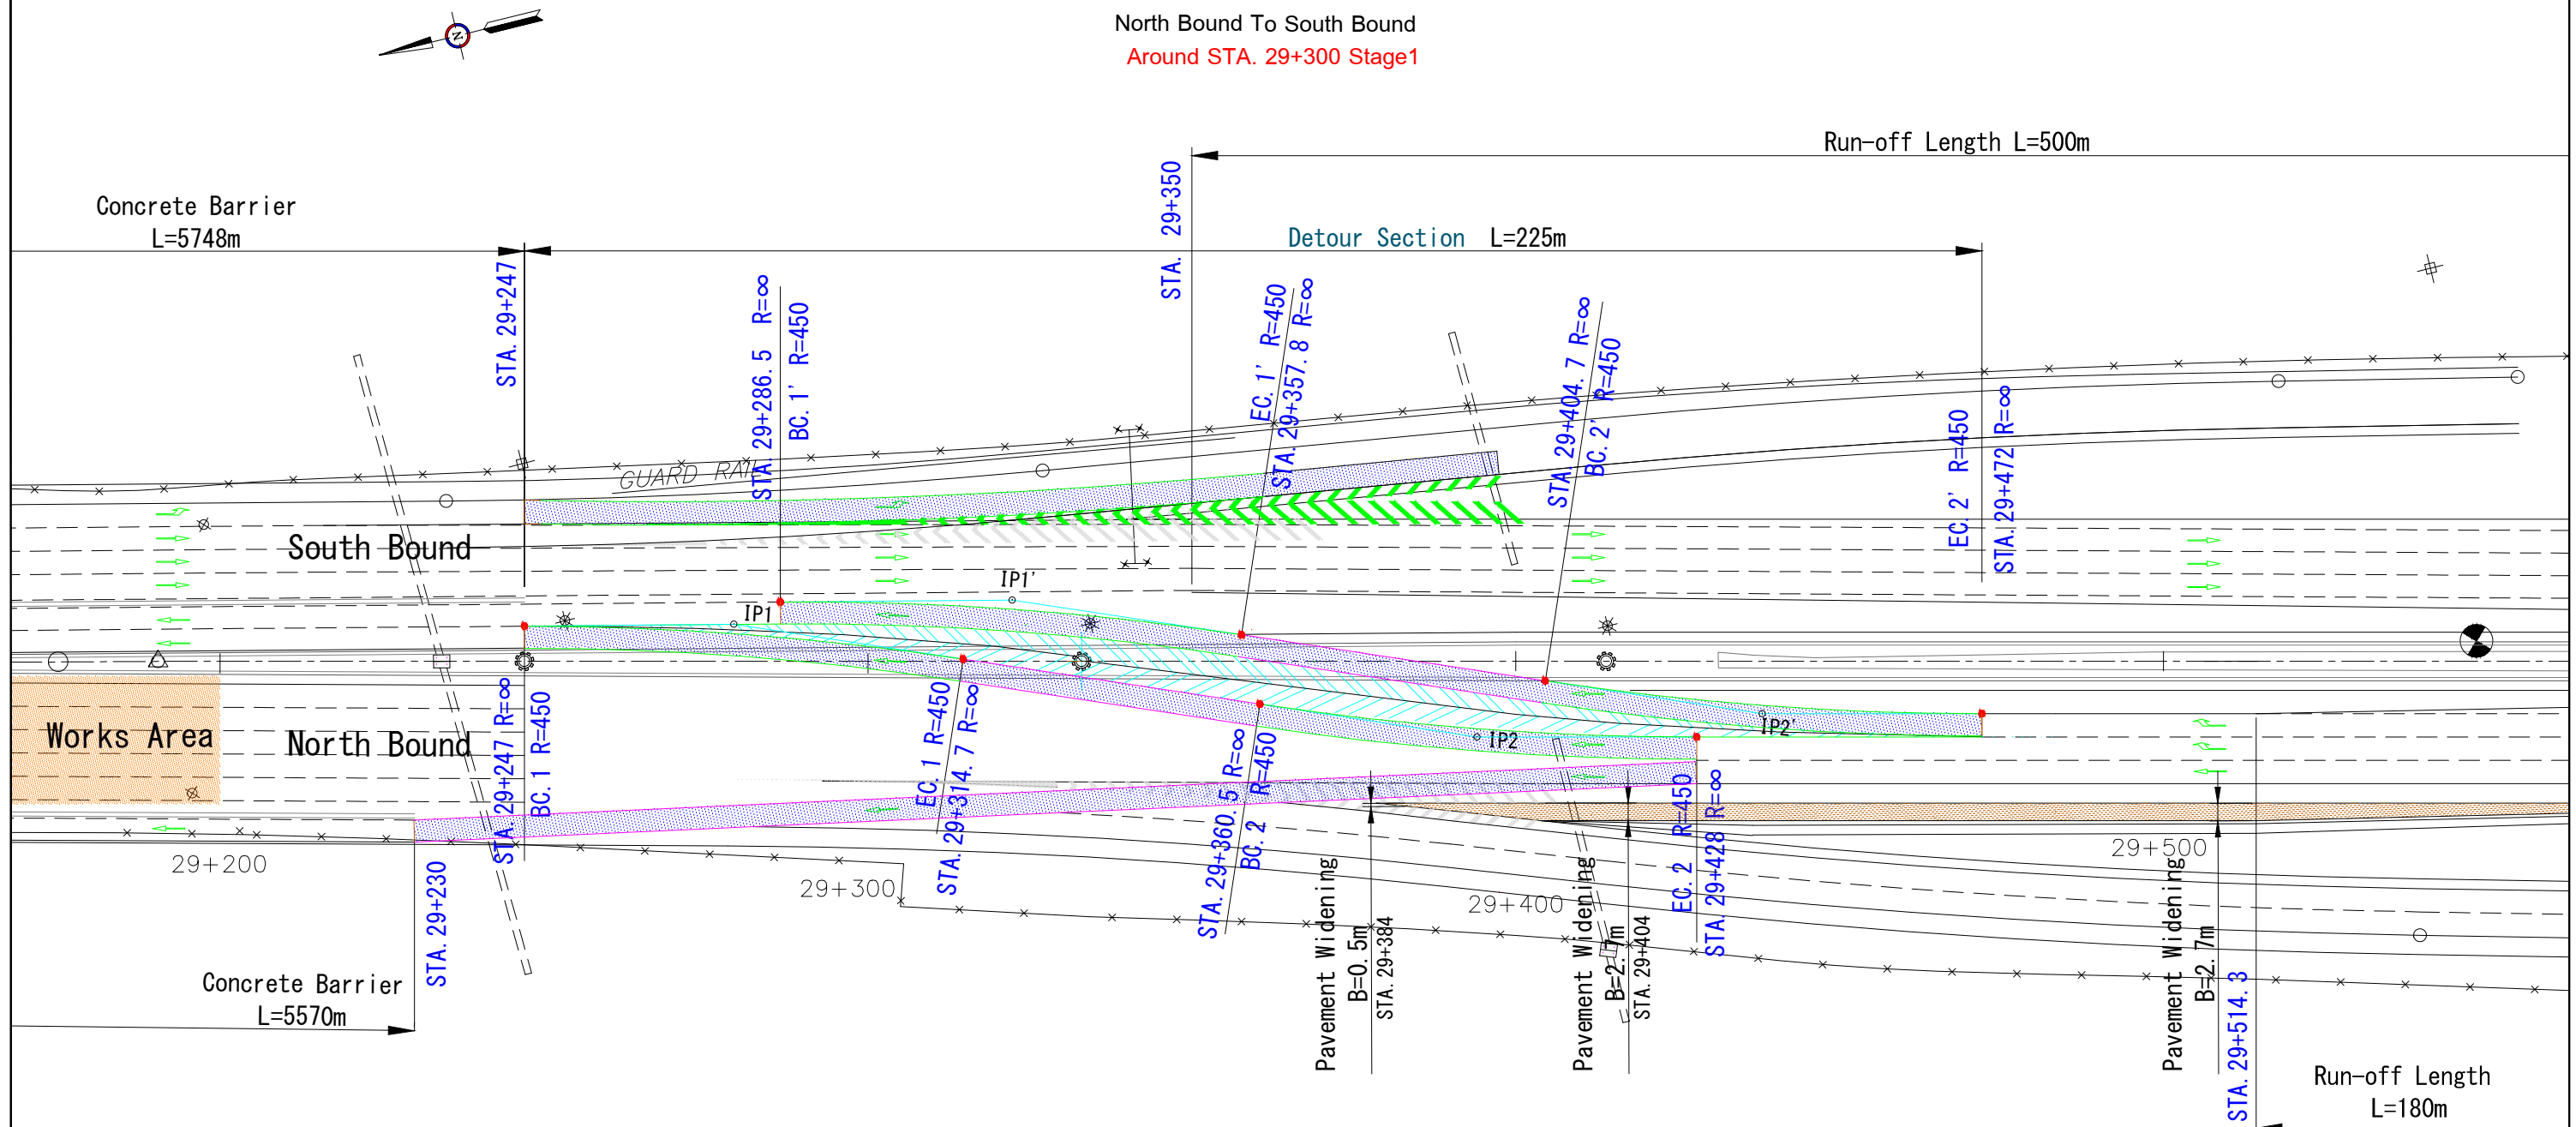 North Bound To South Bound
Around STA. 29+300 Stage1
N
Run-off Length L=500m
Concrete Barrier
L=5748m
Detour Section L=225m
STA. 29+247
STA. 29+350
STA. 29+286.5 R=∞
BC. 1' R=450
EC. 1' R=450
STA. 29+357.8 R=∞
STA. 29+404.7 R=∞
BC. 2' R=450
EC. 2' R=450
STA. 29+472 R=∞
GUARD RAIL
South Bound
IP1'
IP1
IP2'
IP2
Works Area
North Bound
STA. 29+247 R=∞
BC. 1 R=450
EC. 1 R=450
STA. 29+314.7 R=∞
STA. 29+360.5 R=∞
BC. 2 R=450
EC. 2 R=450
STA. 29+428 R=∞
29+200
29+300
29+400
29+500
STA. 29+230
Pavement Widening
B=0.5m
STA. 29+384
Pavement Widening
B=2.7m
STA. 29+404
Pavement Widening
B=2.7m
STA. 29+514.3
Concrete Barrier
L=5570m
Run-off Length
L=180m